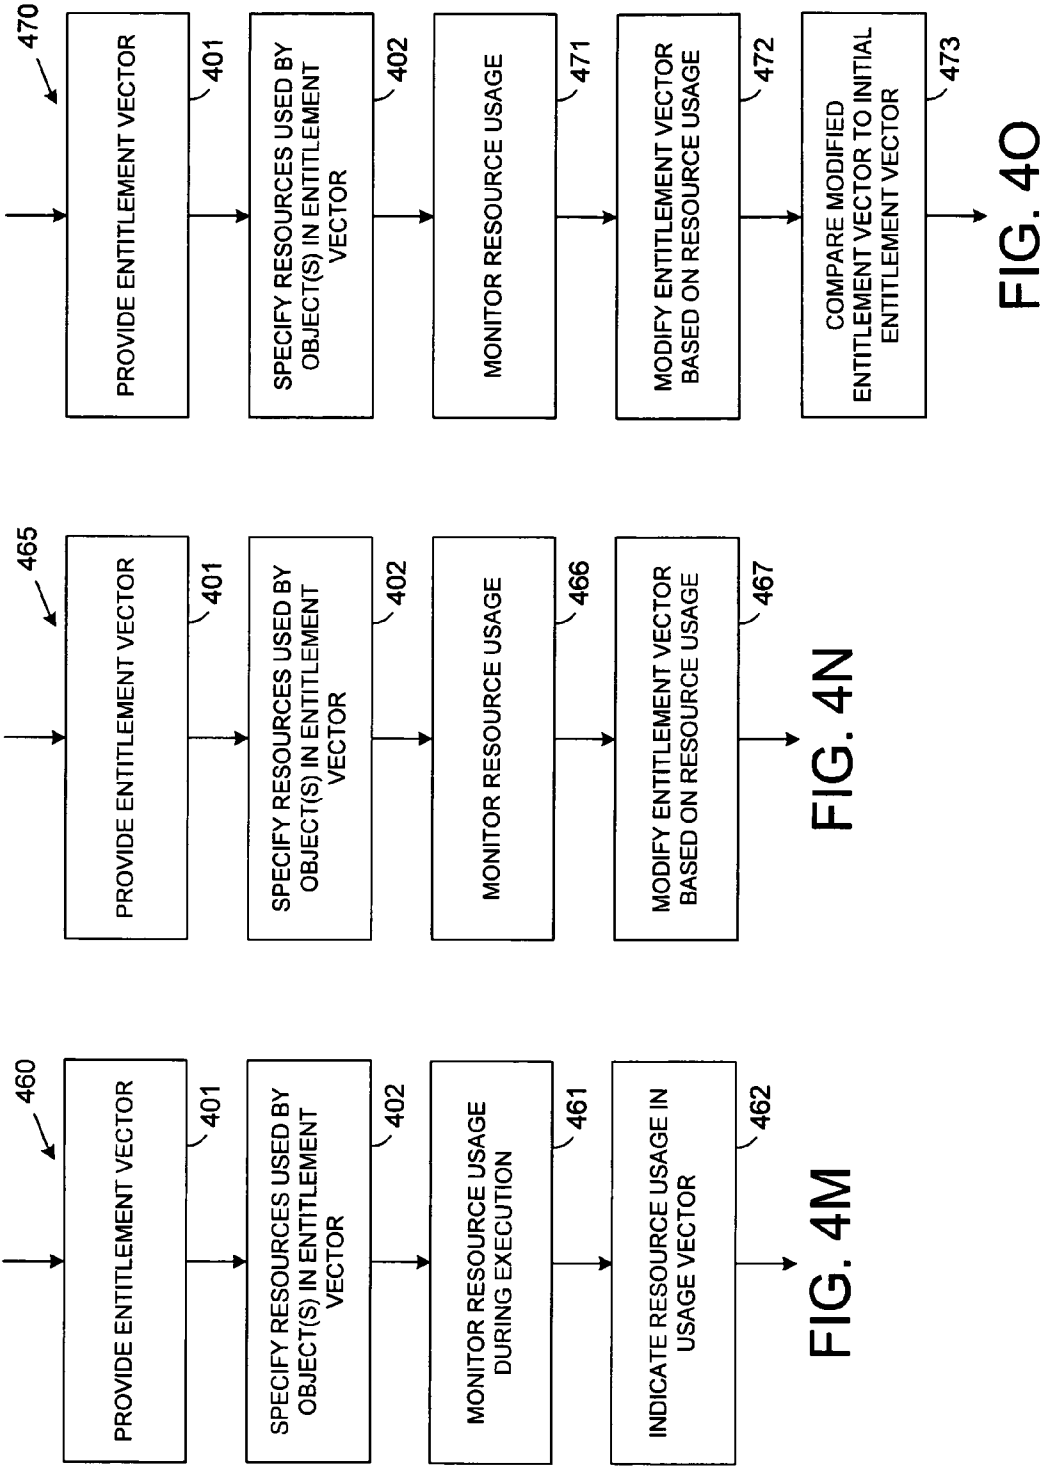 460
PROVIDE ENTITLEMENT VECTOR
401
SPECIFY RESOURCES USED BY
OBJECT(S) IN ENTITLEMENT
VECTOR
402
MONITOR RESOURCE USAGE
DURING EXECUTION
461
INDICATE RESOURCE USAGE IN
USAGE VECTOR
462
FIG. 4M
465
PROVIDE ENTITLEMENT VECTOR
401
SPECIFY RESOURCES USED BY
OBJECT(S) IN ENTITLEMENT
VECTOR
402
MONITOR RESOURCE USAGE
466
MODIFY ENTITLEMENT VECTOR
BASED ON RESOURCE USAGE
467
FIG. 4N
470
PROVIDE ENTITLEMENT VECTOR
401
SPECIFY RESOURCES USED BY
OBJECT(S) IN ENTITLEMENT
VECTOR
402
MONITOR RESOURCE USAGE
471
MODIFY ENTITLEMENT VECTOR
BASED ON RESOURCE USAGE
472
COMPARE MODIFIED
ENTITLEMENT VECTOR TO INITIAL
ENTITLEMENT VECTOR
473
FIG. 4O